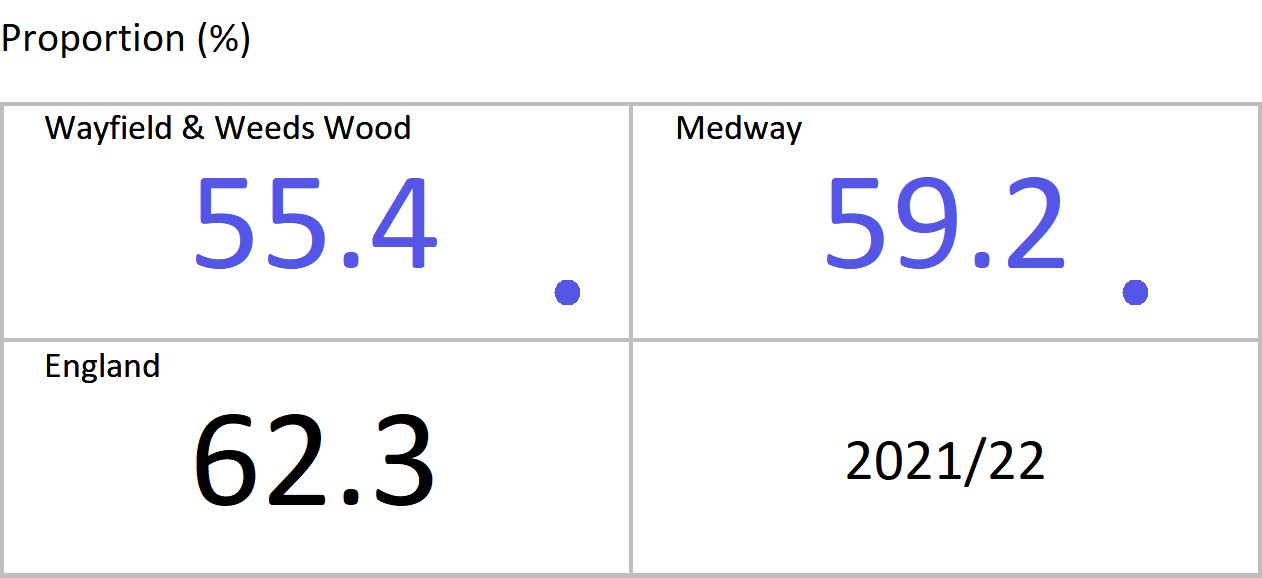 Proportion (%)
Wayfield & Weeds Wood
55.4
Medway
59.2
England
62.3
2021/22